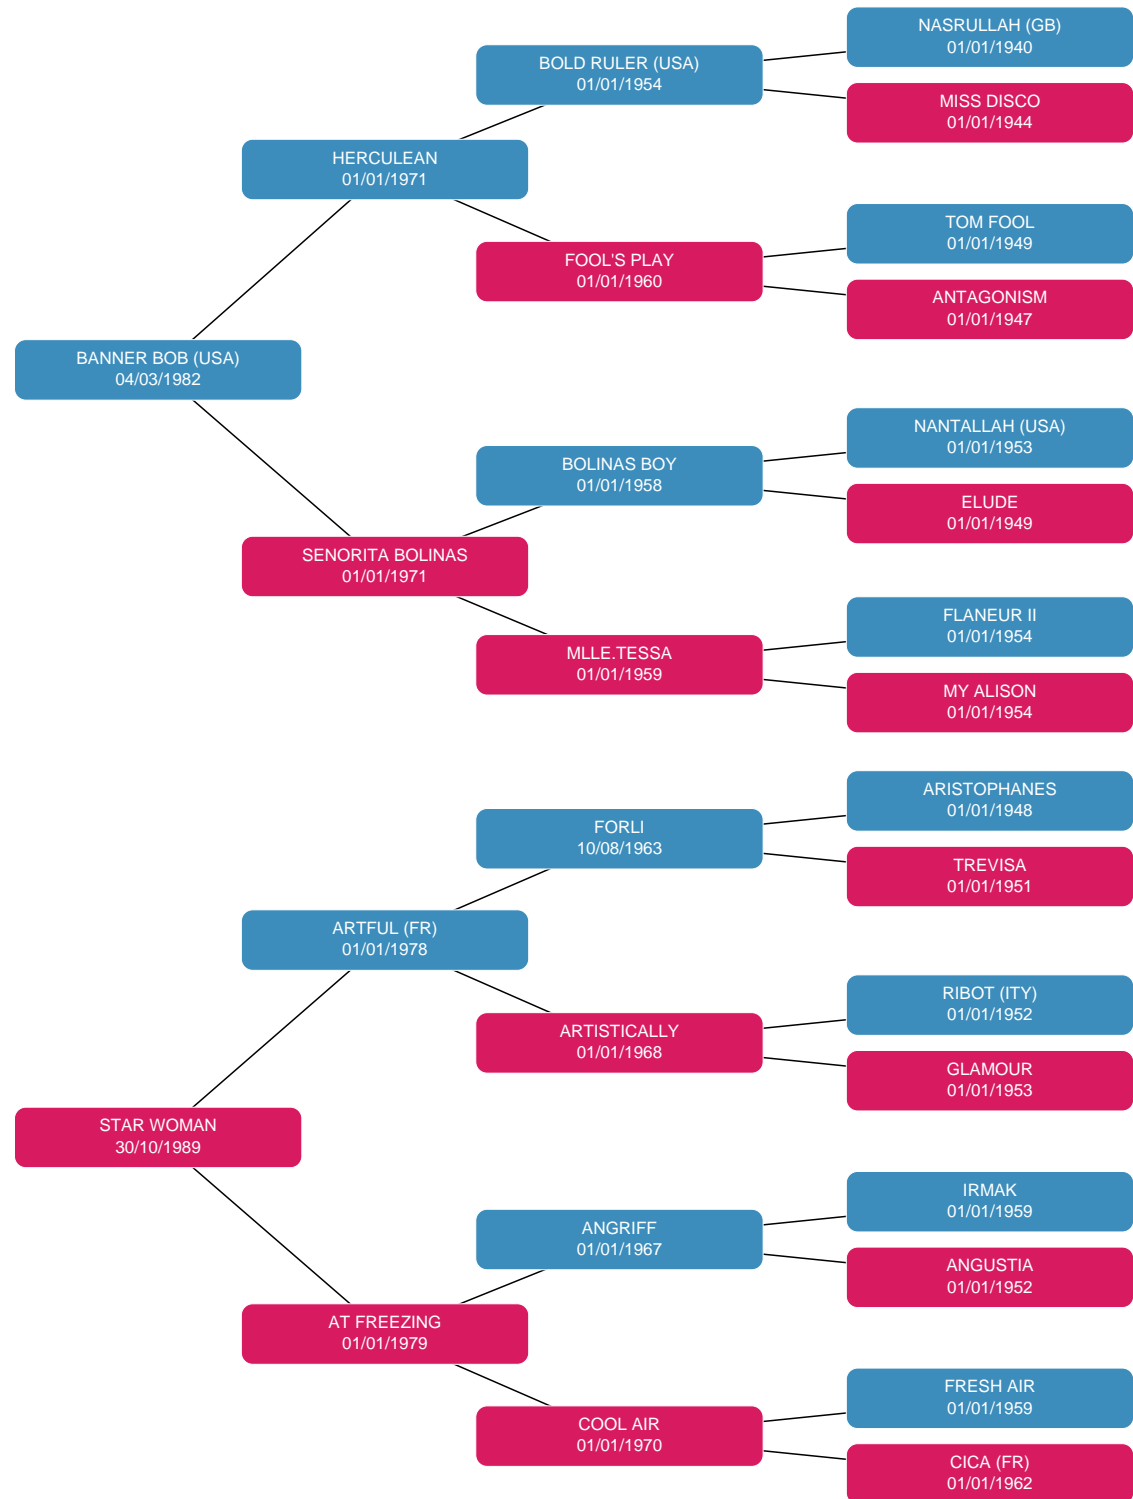 NASRULLAH (GB)
01/01/1940
BOLD RULER (USA)
01/01/1954
MISS DISCO
01/01/1944
HERCULEAN
01/01/1971
TOM FOOL
01/01/1949
FOOL'S PLAY
01/01/1960
ANTAGONISM
01/01/1947
BANNER BOB (USA)
04/03/1982
NANTALLAH (USA)
01/01/1953
BOLINAS BOY
01/01/1958
ELUDE
01/01/1949
SENORITA BOLINAS
01/01/1971
FLANEUR II
01/01/1954
MLLE.TESSA
01/01/1959
MY ALISON
01/01/1954
ARISTOPHANES
01/01/1948
FORLI
10/08/1963
TREVISA
01/01/1951
ARTFUL (FR)
01/01/1978
RIBOT (ITY)
01/01/1952
ARTISTICALLY
01/01/1968
GLAMOUR
01/01/1953
STAR WOMAN
30/10/1989
IRMAK
01/01/1959
ANGRIFF
01/01/1967
ANGUSTIA
01/01/1952
AT FREEZING
01/01/1979
FRESH AIR
01/01/1959
COOL AIR
01/01/1970
CICA (FR)
01/01/1962